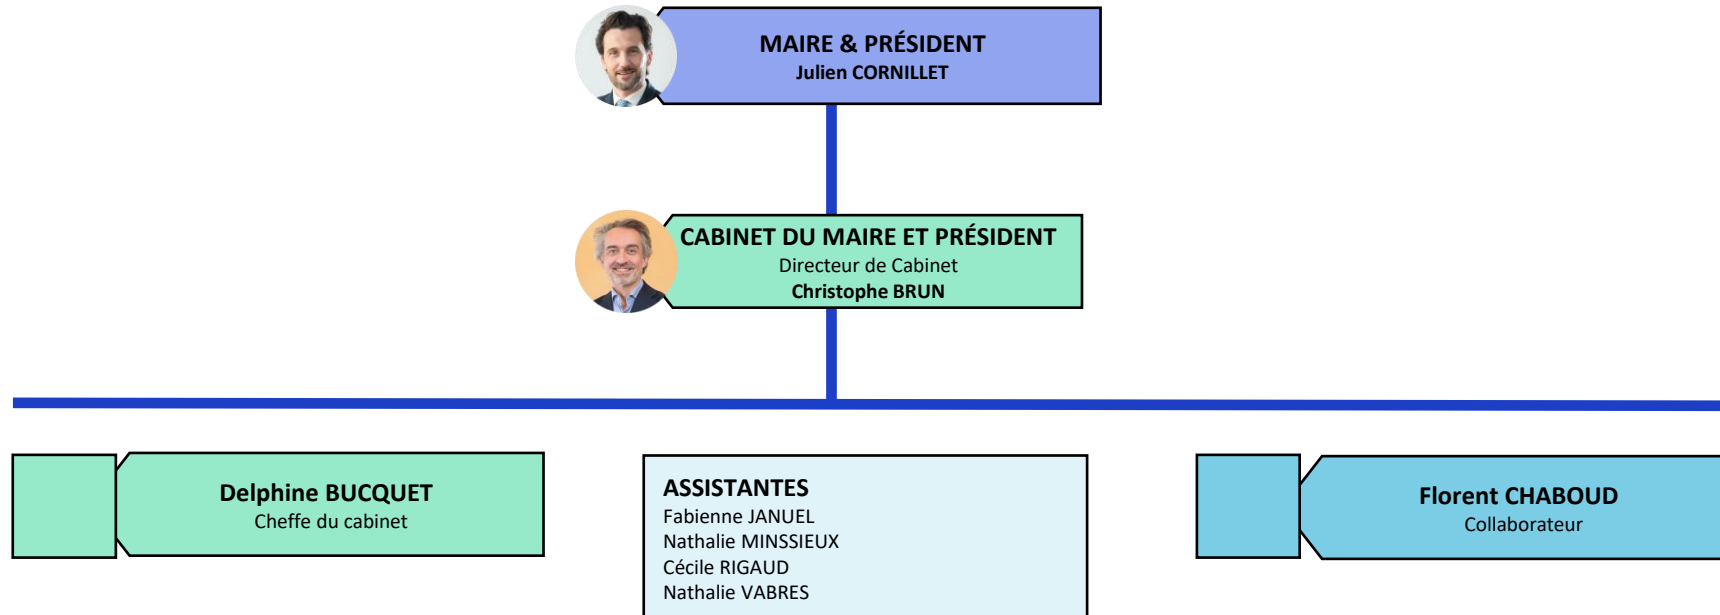 MAIRE & PRÉSIDENT
Julien CORNILLET
CABINET DU MAIRE ET PRÉSIDENT
Directeur de Cabinet
Christophe BRUN
Delphine BUCQUET
Cheffe du cabinet
ASSISTANTES
Fabienne JANUEL
Nathalie MINSSIEUX
Cécile RIGAUD
Nathalie VABRES
Florent CHABOUD
Collaborateur